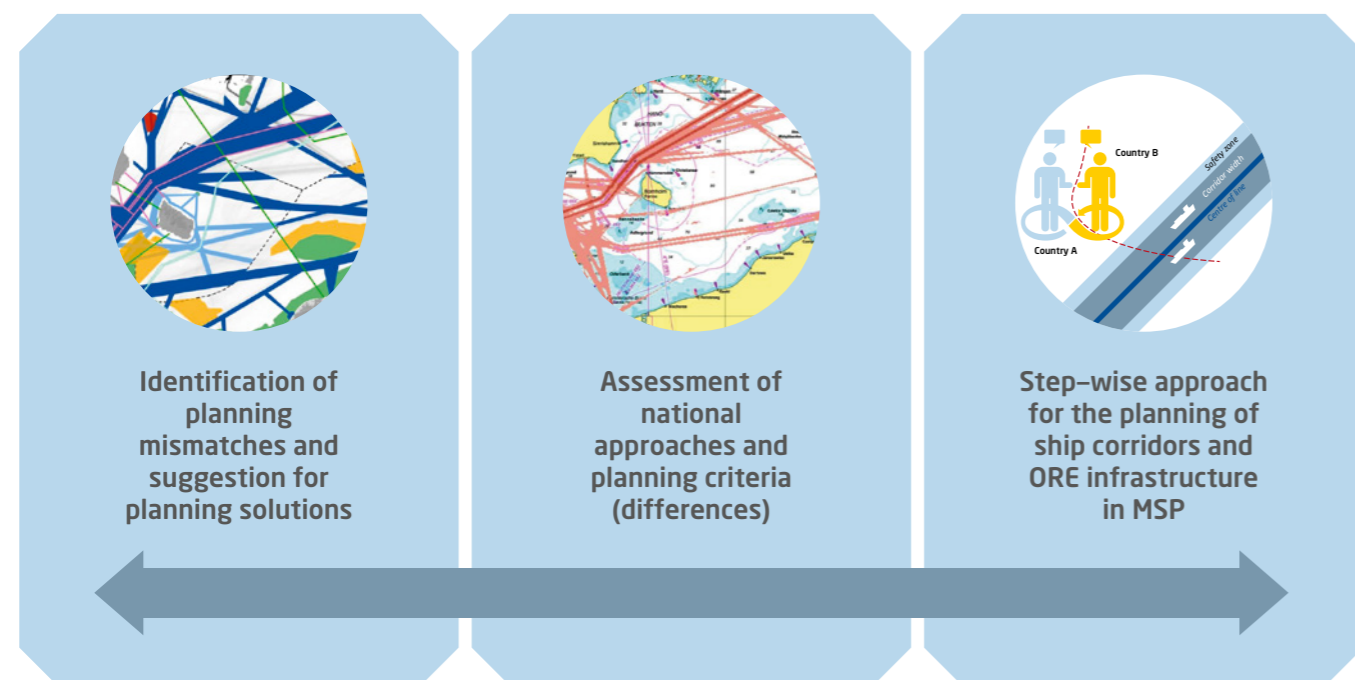 Country B
Country A
Safety zone
Corridor width
Centre of line
Identification of
planning
mismatches and
suggestion for
planning solutions
Assessment of
national
approaches and
planning criteria
(differences)
Step–wise approach
for the planning of
ship corridors and
ORE infrastructure
in MSP